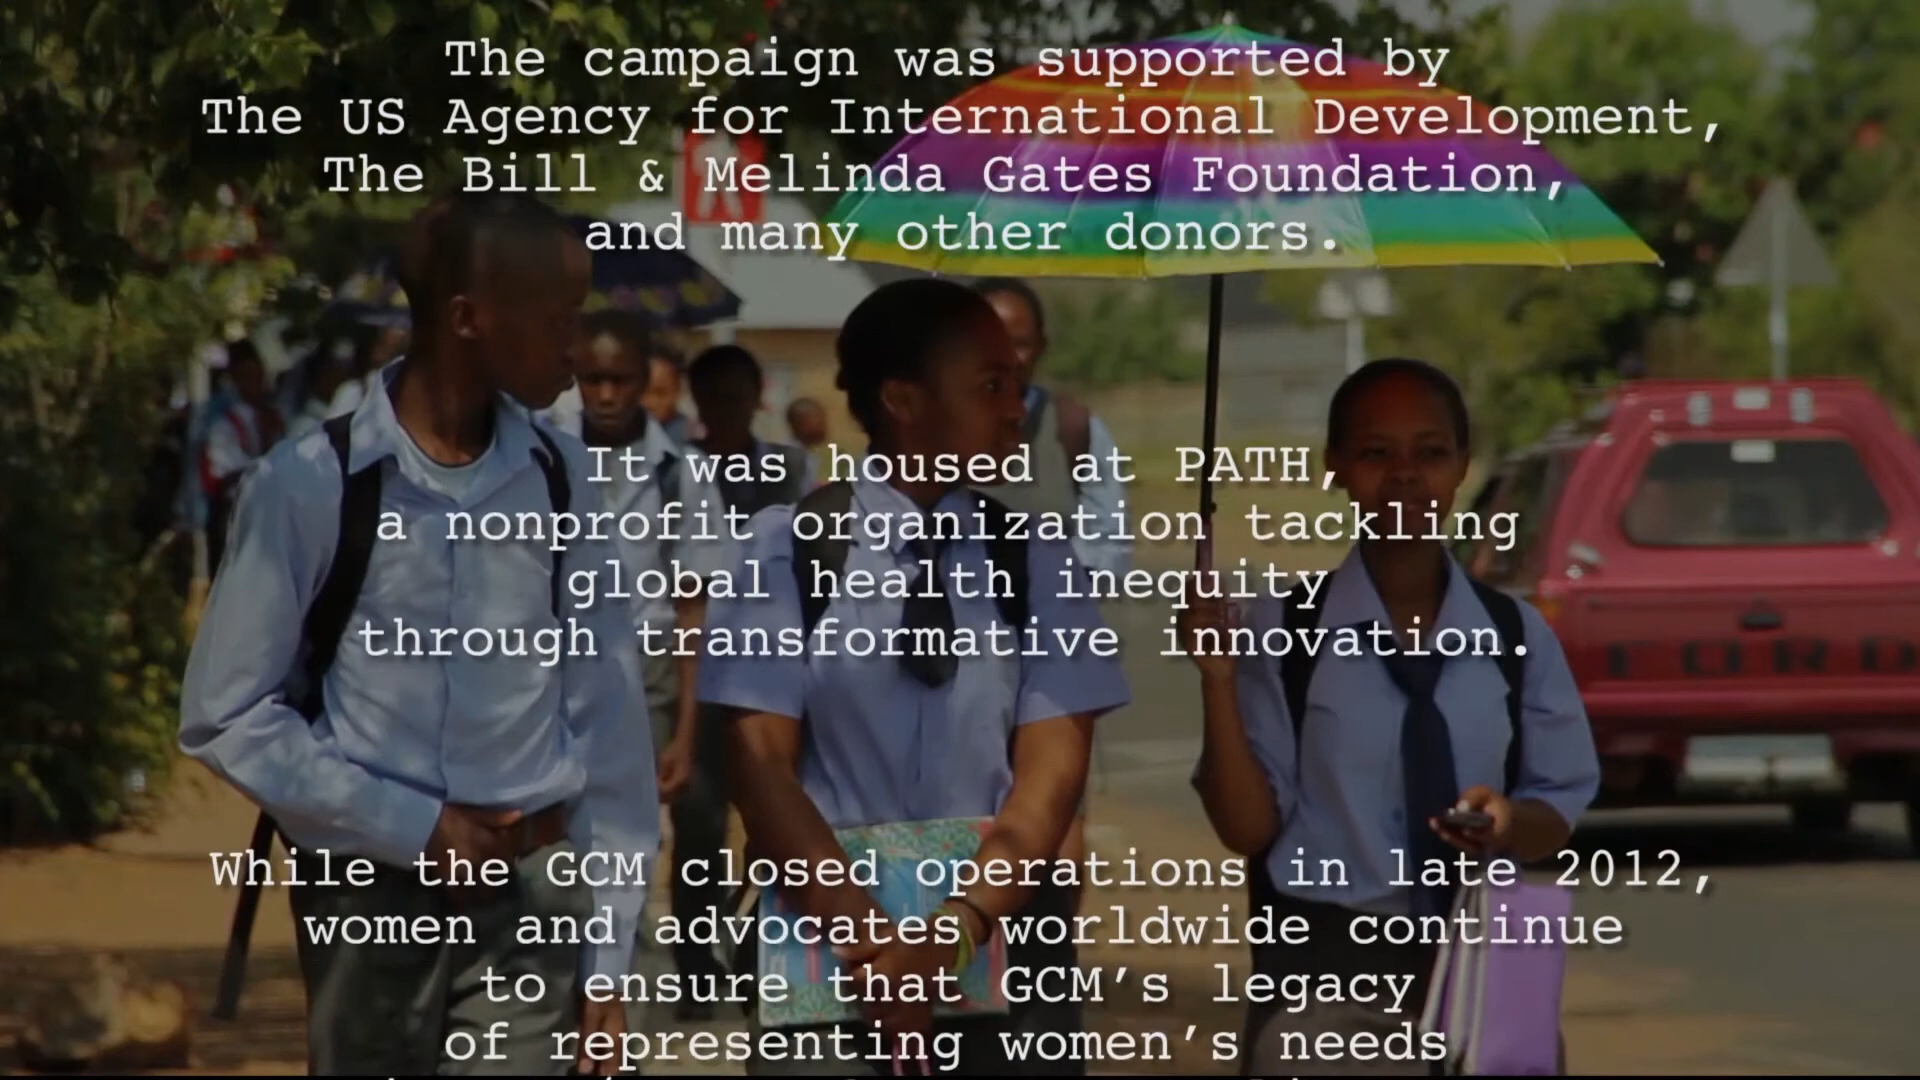 The campaign was supported by
The US Agency for International Development,
The Bill & Melinda Gates Foundation,
and many other donors.
It was housed at PATH,
a nonprofit organization tackling
global health inequity
through transformative innovation.
FORD
While the GCM closed operations in late 2012,
women and advocates worldwide continue
to ensure that GCM’s legacy
of representing women’s needs